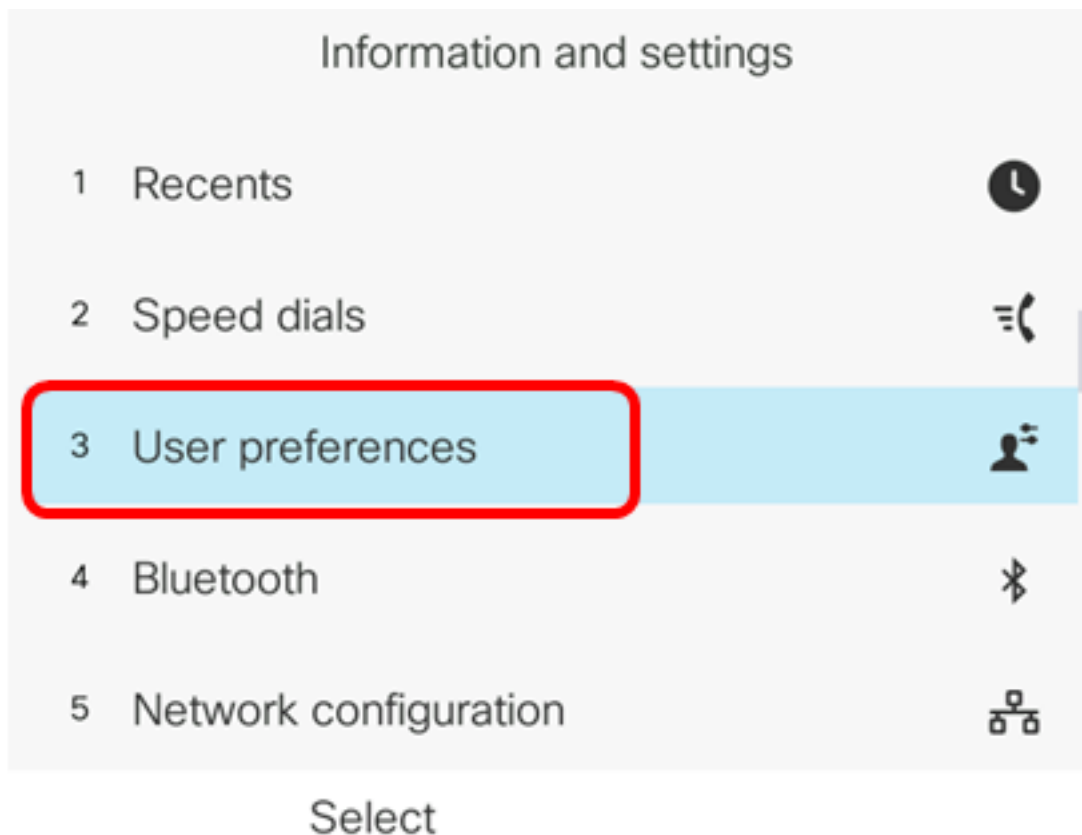 Information and settings
1 Recents
2 Speed dials
3 User preferences
4 Bluetooth
5 Network configuration
Select